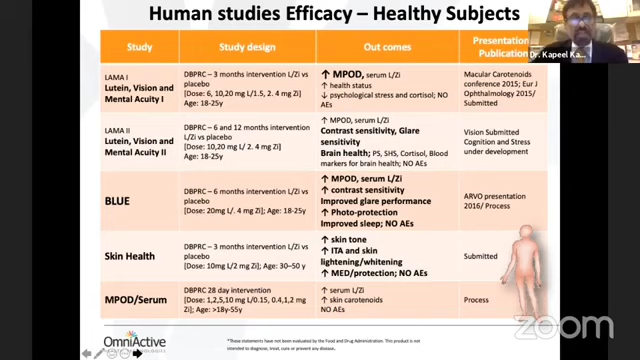 Human studies Efficacy – Healthy Subjects
Dr. Kapeel Ka...
Study
Study design
Out comes
Presentation
Publication
LAMA I
Lutein, Vision and
Mental Acuity I
DBPRC – 3 months intervention L/Zi vs
placebo
[Dose: 6, 10,20 mg L/1.5, 2. 4 mg Zi)
Age: 18-25y
↑ MPOD, serum L/Zi
↑ health status
↓ psychological stress and cortisol; NO
AEs
Macular Carotenoids
conference 2015; Eur J
Ophthalmology 2015/
Submitted
LAMA II
Lutein, Vision and
Mental Acuity II
DBPRC – 6 and 12 months intervention
L/Zi vs placebo
[Dose: 10,20 mg L/ 2. 4 mg Zi)
Age: 18-25y
↑ MPOD, serum L/Zi
Contrast sensitivity, Glare
sensitivity
Brain health; PS, SHS, Cortisol, Blood
markers for brain health; NO AEs
Vision Submitted
Cognition and Stress
under development
BLUE
DBPRC – 6 months intervention L/Zi vs
placebo
[Dose: 20mg L/. 4 mg Zi]; Age: 18-25y
↑ MPOD, serum L/Zi
↑ contrast sensitivity
Improved glare performance
↑ Photo-protection
Improved sleep; NO AEs
ARVO presentation
2016/ Process
Skin Health
DBPRC – 3 months intervention L/Zi vs
placebo
[Dose: 10mg L/2 mg Zi]; Age: 30–50 y
↑ skin tone
↑ ITA and skin
lightening/whitening
↑ MED/protection; NO AEs
Submitted
MPOD/Serum
DBPRC 28 day intervention
[Dose: 1,2,5,10 mg L/0.15, 0.4,1,2 mg
Zi]; Age: >18y-55y
↑ serum L/Zi
↑ skin carotenoids
NO AEs
Process
OmniActive
*These statements have not been evaluated by the Food and Drug Administration. This product is not
intended to diagnose, treat, cure or prevent any disease.
zoom